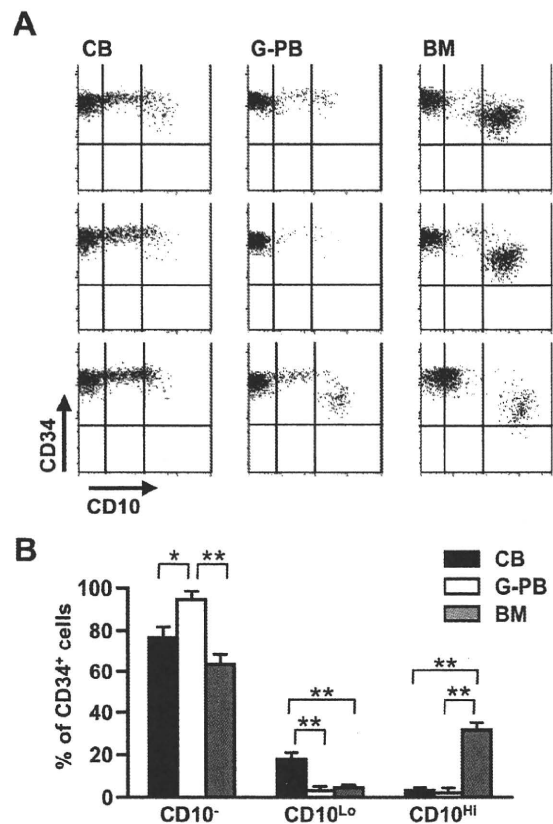 A
CB G-PB BM
CD34
CD10
B
* **
CB
G-PB
BM
% of CD34⁺ cells
100
80
60
40
20
0
**
**
**
**
CD10⁻ CD10ᴸᵒ CD10ᴴⁱ